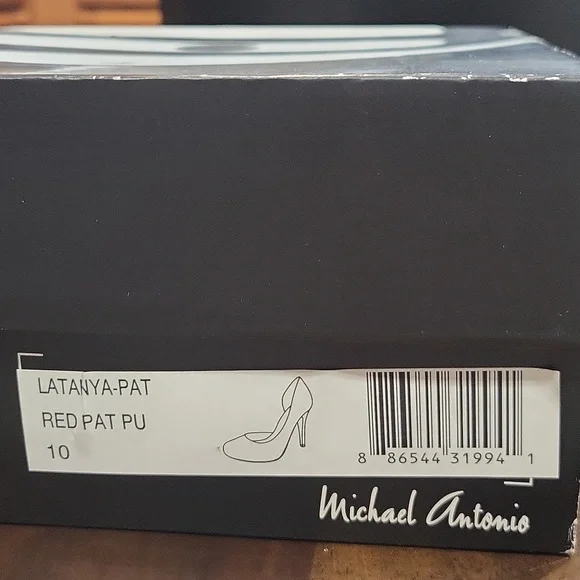 LATANYA-PAT
RED PAT PU
10
8 86544 31994 1
Michael Antonio